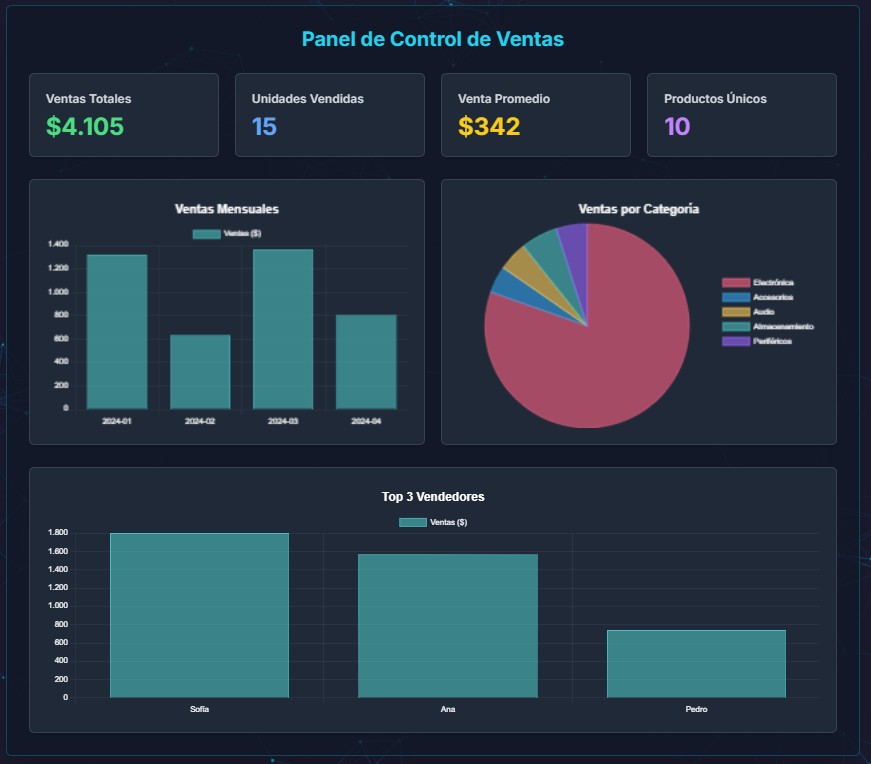 Panel de Control de Ventas
Ventas Totales
$4.105
Unidades Vendidas
15
Venta Promedio
$342
Productos Únicos
10
Ventas Mensuales
Ventas ($)
1.400
1.200
1.000
800
600
400
200
0
2024-01 2024-02 2024-03 2024-04
Ventas por Categoría
Electrónica
Accesorios
Audio
Almacenamiento
Periféricos
Top 3 Vendedores
Ventas ($)
1.800
1.600
1.400
1.200
1.000
800
600
400
200
0
Sofía Ana Pedro